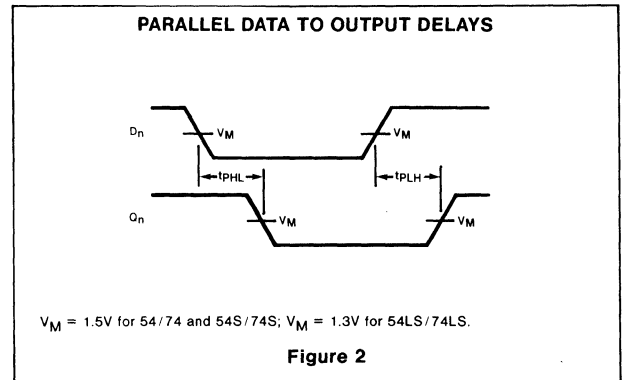 PARALLEL DATA TO OUTPUT DELAYS
Dn
VM
VM
tPHL
tPLH
Qn
VM
VM
VM = 1.5V for 54/74 and 54S/74S; VM = 1.3V for 54LS/74LS.
Figure 2